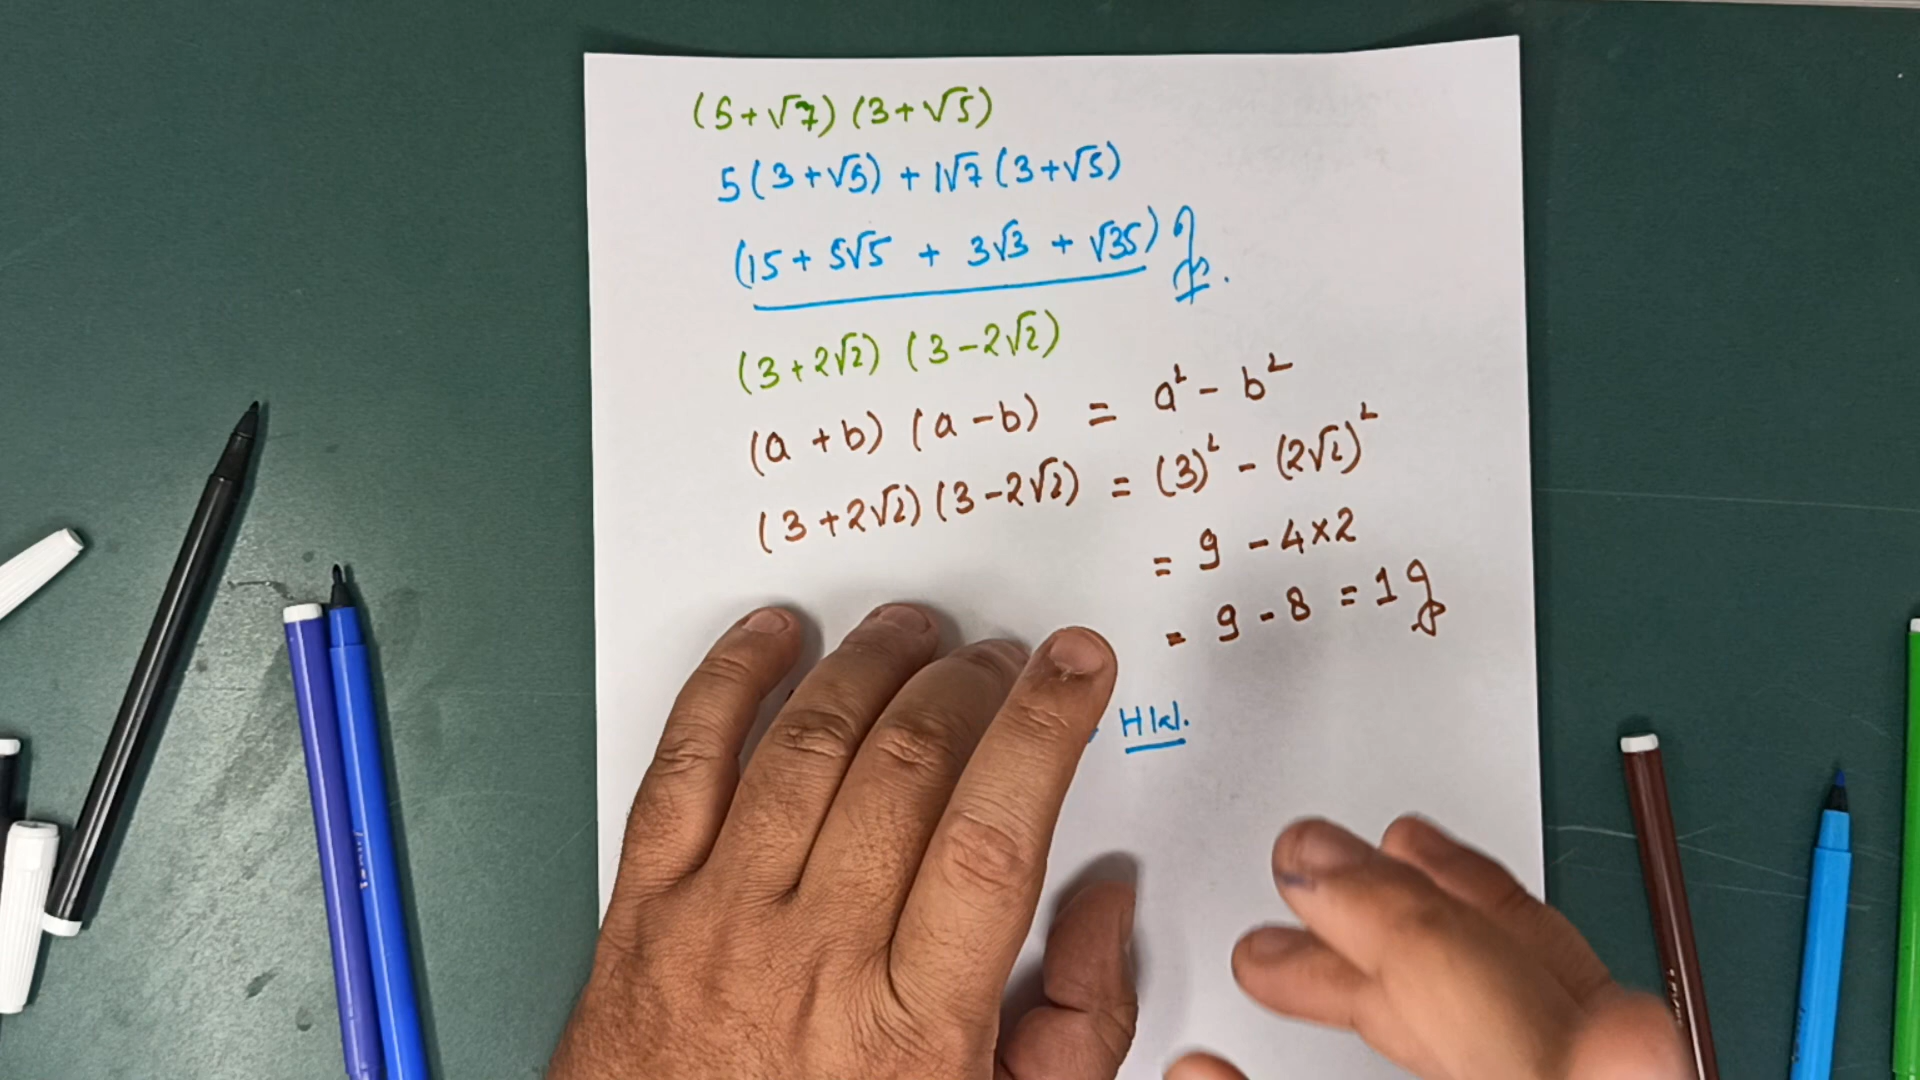 (5+√7) (3+√5)
5(3+√5) + 1√7 (3+√5)
(15 + 5√5 + 3√3 + √35)
(3+2√2) (3-2√2)
(a+b) (a-b) = a² - b²
(3+2√2)(3-2√2) = (3)² - (2√2)²
= 9 - 4×2
= 9 - 8 = 1